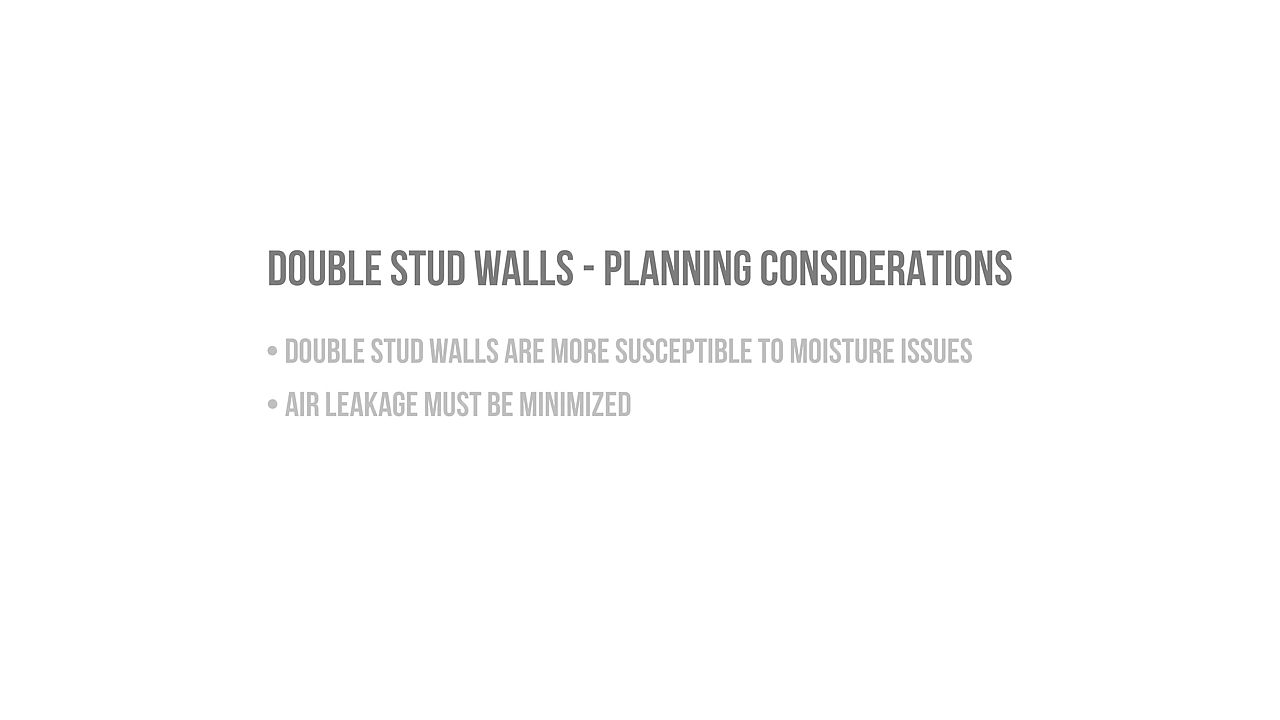 DOUBLE STUD WALLS - PLANNING CONSIDERATIONS
• DOUBLE STUD WALLS ARE MORE SUSCEPTIBLE TO MOISTURE ISSUES
• AIR LEAKAGE MUST BE MINIMIZED